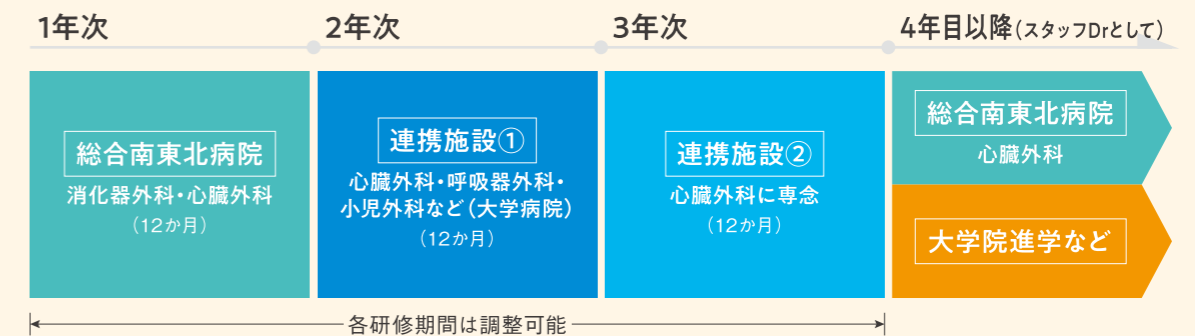 1年次
2年次
3年次
4年目以降（スタッフDrとして）
総合南東北病院
消化器外科・心臓外科
（12か月）
連携施設①
心臓外科・呼吸器外科・
小児外科など（大学病院）
（12か月）
連携施設②
心臓外科に専念
（12か月）
総合南東北病院
心臓外科
大学院進学など
各研修期間は調整可能